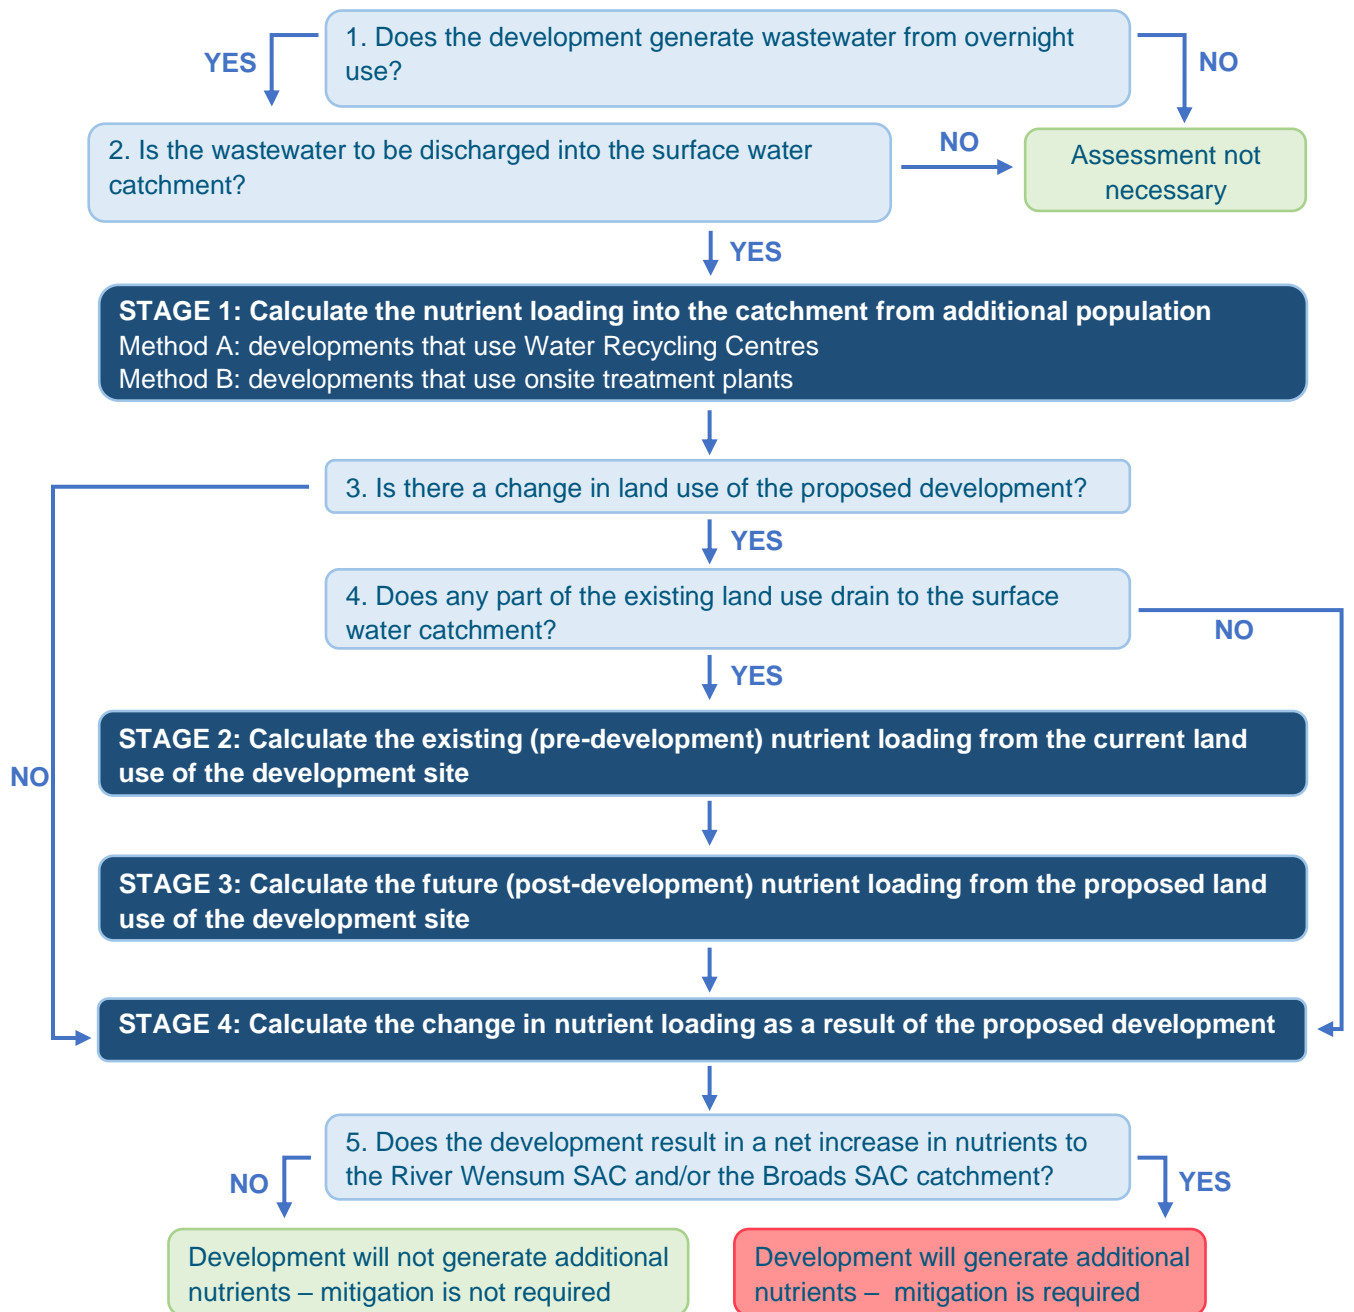 1. Does the development generate wastewater from overnight
use?
YES
NO
2. Is the wastewater to be discharged into the surface water
catchment?
NO
Assessment not
necessary
YES
STAGE 1: Calculate the nutrient loading into the catchment from additional population
Method A: developments that use Water Recycling Centres
Method B: developments that use onsite treatment plants
3. Is there a change in land use of the proposed development?
YES
4. Does any part of the existing land use drain to the surface
water catchment?
NO
YES
STAGE 2: Calculate the existing (pre-development) nutrient loading from the current land
use of the development site
NO
STAGE 3: Calculate the future (post-development) nutrient loading from the proposed land
use of the development site
STAGE 4: Calculate the change in nutrient loading as a result of the proposed development
5. Does the development result in a net increase in nutrients to
the River Wensum SAC and/or the Broads SAC catchment?
NO
YES
Development will not generate additional
nutrients – mitigation is not required
Development will generate additional
nutrients – mitigation is required